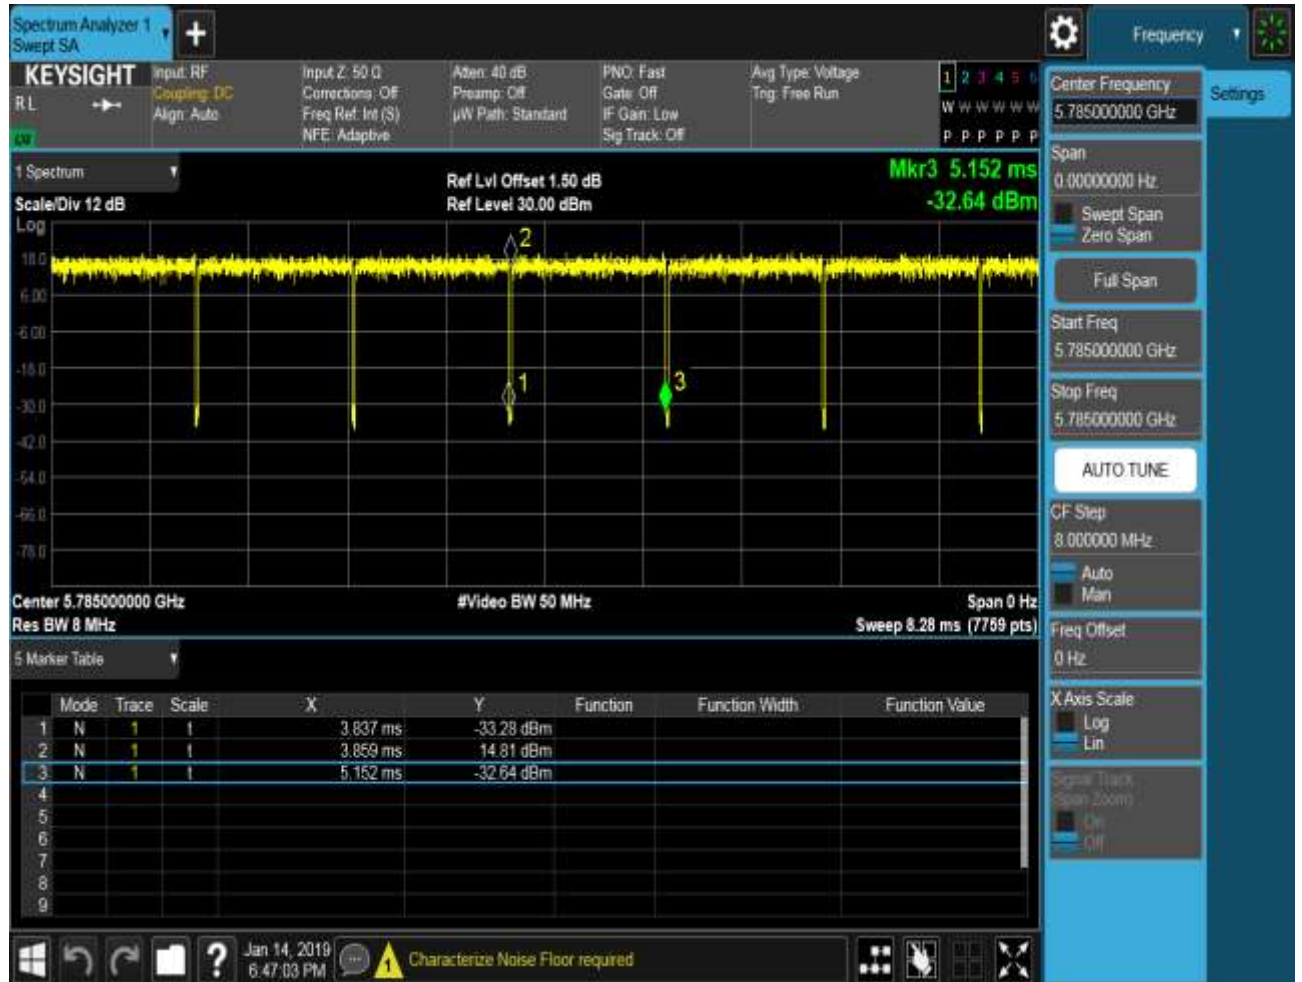 Spectrum Analyzer 1
Swept SA
+
Frequency
KEYSIGHT
RL
Input: RF
Coupling: DC
Align: Auto
Input Z: 50 Ω
Corrections: Off
Freq Ref: Int (S)
NFE: Adaptive
Atten: 40 dB
Preamp: Off
µW Path: Standard
PNO: Fast
Gate: Off
IF Gain: Low
Sig Track: Off
Avg Type: Voltage
Trig: Free Run
1 2 3 4 5 6
W W W W W W
P P P P P P
1 Spectrum
Scale/Div 12 dB
Log
Ref Lvl Offset 1.50 dB
Ref Level 30.00 dBm
Mkr3 5.152 ms
-32.64 dBm
18.0
6.00
-6.00
-18.0
-30.0
-42.0
-54.0
-66.0
-78.0
2
1
3
Center 5.785000000 GHz
Res BW 8 MHz
#Video BW 50 MHz
Span 0 Hz
Sweep 8.28 ms (7759 pts)
5 Marker Table
Mode Trace Scale X Y Function Function Width Function Value
1 N 1 t 3.837 ms -33.28 dBm
2 N 1 t 3.859 ms 14.81 dBm
3 N 1 t 5.152 ms -32.64 dBm
4
5
6
7
8
9
Jan 14, 2019
6:47:03 PM
Characterize Noise Floor required
Center Frequency
5.785000000 GHz
Settings
Span
0.00000000 Hz
Swept Span
Zero Span
Full Span
Start Freq
5.785000000 GHz
Stop Freq
5.785000000 GHz
AUTO TUNE
CF Step
8.000000 MHz
Auto
Man
Freq Offset
0 Hz
X Axis Scale
Log
Lin
Signal Track
(Span Zoom)
On
Off